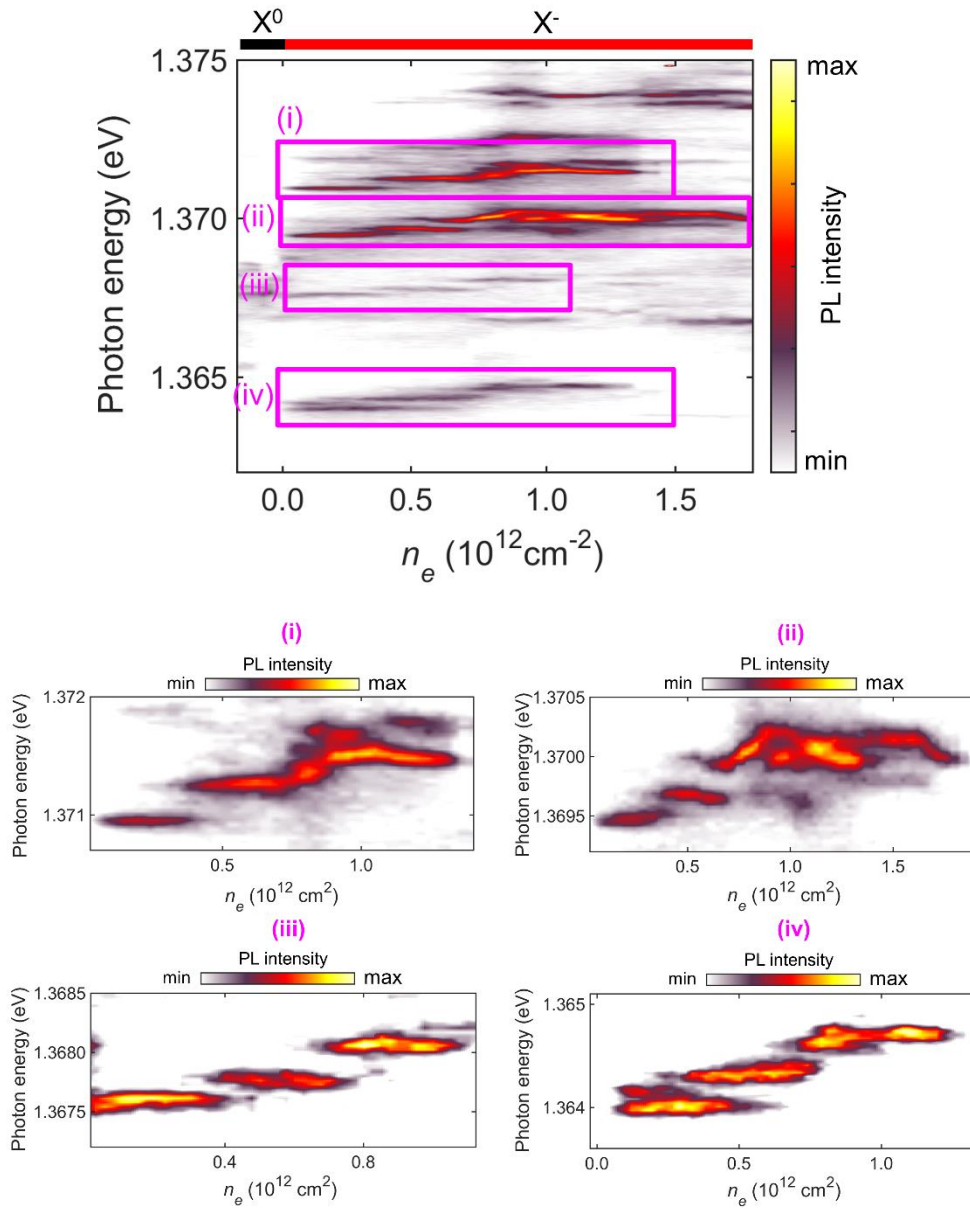 X⁰ X⁻
1.375
(i)
1.370
(ii)
(iii)
1.365
(iv)
Photon energy (eV)
0.0 0.5 1.0 1.5
nₑ (10¹²cm⁻²)
max
PL intensity
min
(i)
PL intensity
min max
1.372
1.371
Photon energy (eV)
0.5 1.0
nₑ (10¹² cm²)
(ii)
PL intensity
min max
1.3705
1.3700
1.3695
Photon energy (eV)
0.5 1.0 1.5
nₑ (10¹² cm²)
(iii)
PL intensity
min max
1.3685
1.3680
1.3675
Photon energy (eV)
0.4 0.8
nₑ (10¹² cm²)
(iv)
PL intensity
min max
1.365
1.364
Photon energy (eV)
0.0 0.5 1.0
nₑ (10¹² cm²)